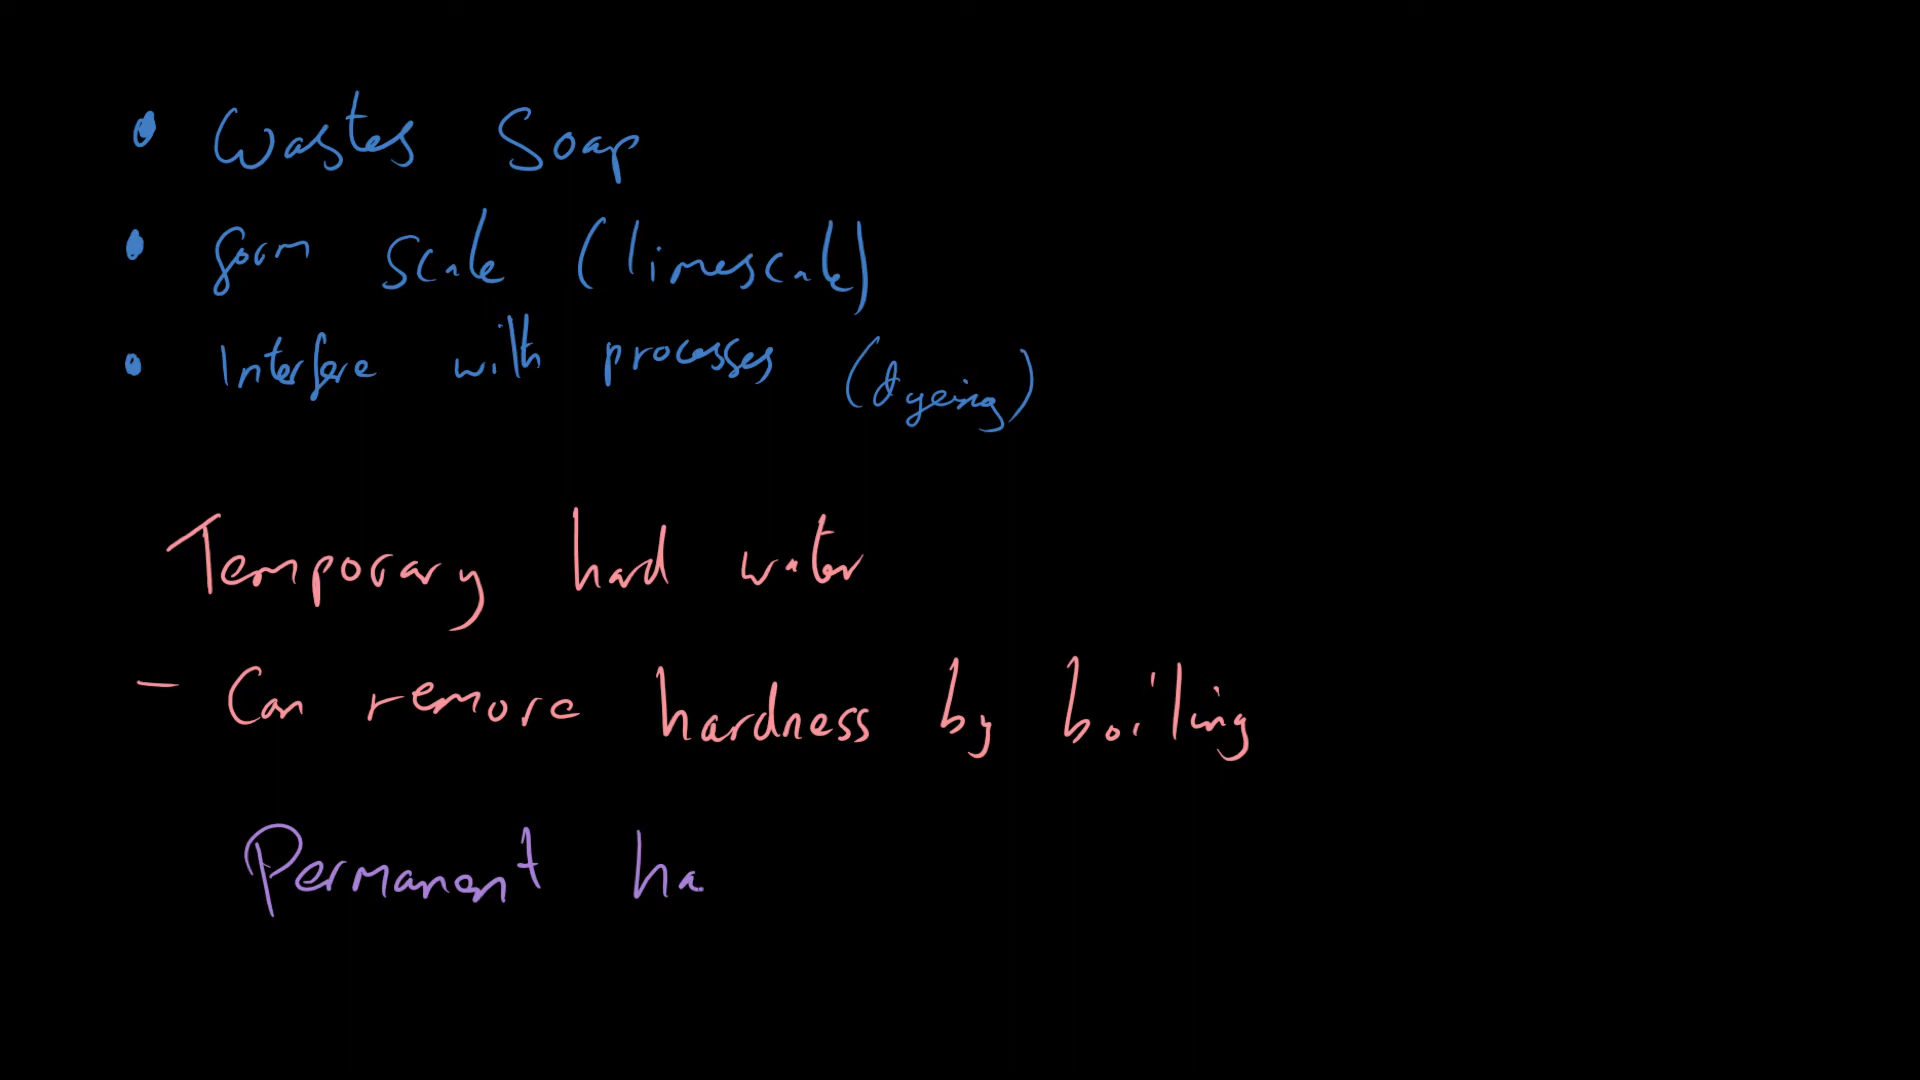 • Wastes Soap
• form scale (limescale)
• Interfere with processes (dyeing)
Temporary hard water
- Can remove hardness by boiling
Permanent ha